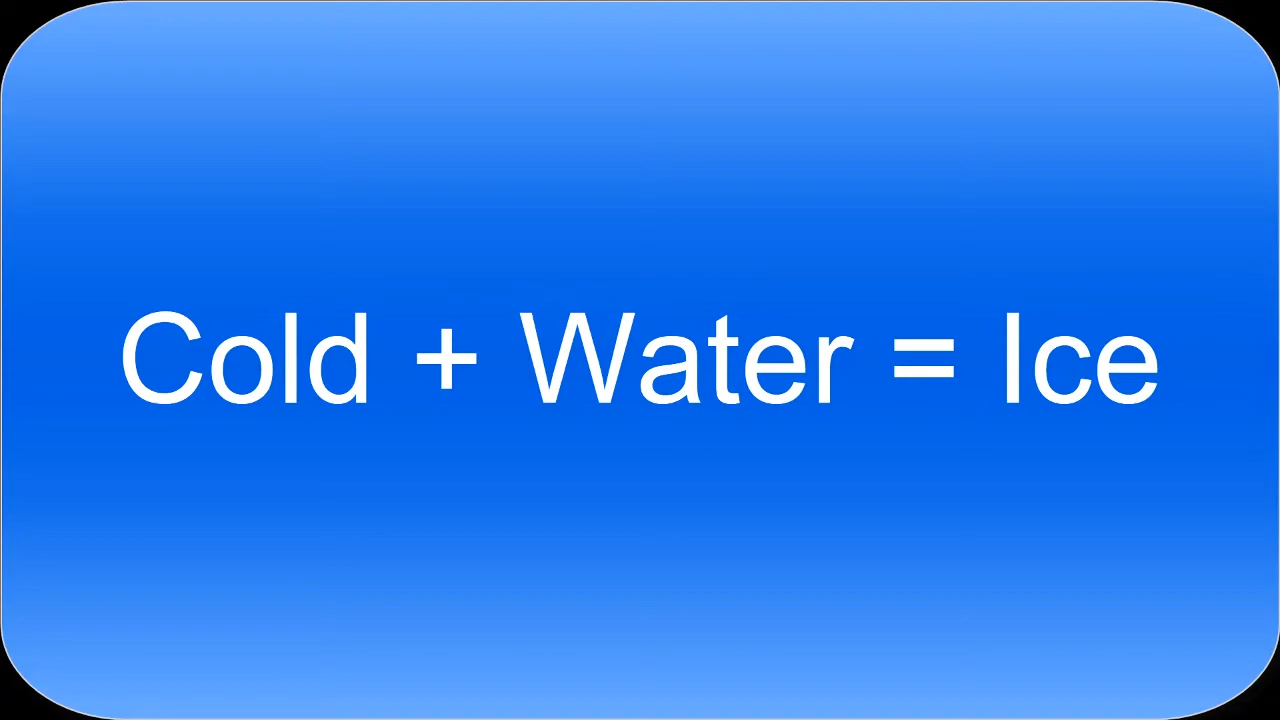 Cold + Water = Ice